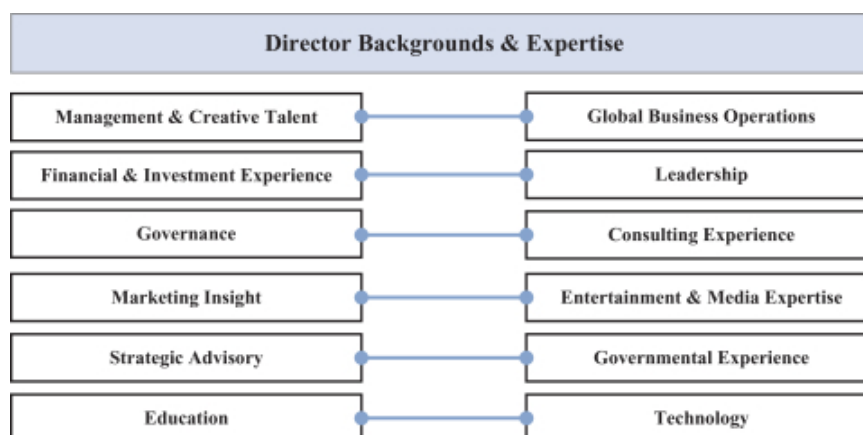 Director Backgrounds & Expertise
Management & Creative Talent
Global Business Operations
Financial & Investment Experience
Leadership
Governance
Consulting Experience
Marketing Insight
Entertainment & Media Expertise
Strategic Advisory
Governmental Experience
Education
Technology